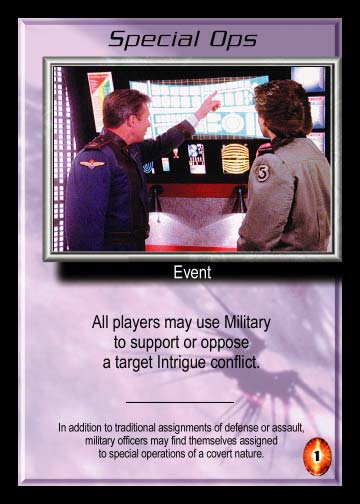 Special Ops
3
Event
All players may use Military
to support or oppose
a target Intrigue conflict.
In addition to traditional assignments of defense or assault,
military officers may find themselves assigned
to special operations of a covert nature.
1